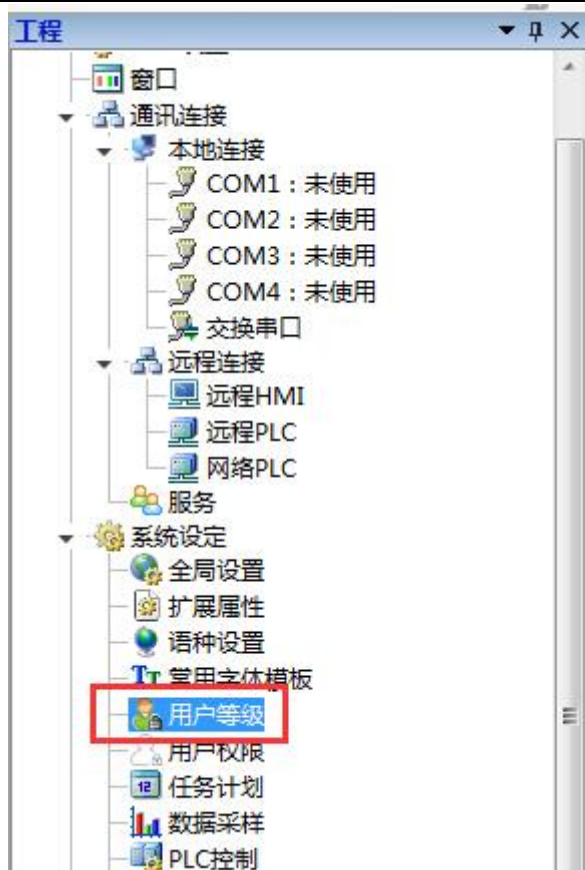 工程
窗口
通讯连接
本地连接
COM1：未使用
COM2：未使用
COM3：未使用
COM4：未使用
交换串口
远程连接
远程HMI
远程PLC
网络PLC
服务
系统设定
全局设置
扩展属性
语种设置
常用字体模板
用户等级
用户权限
任务计划
数据采样
PLC控制